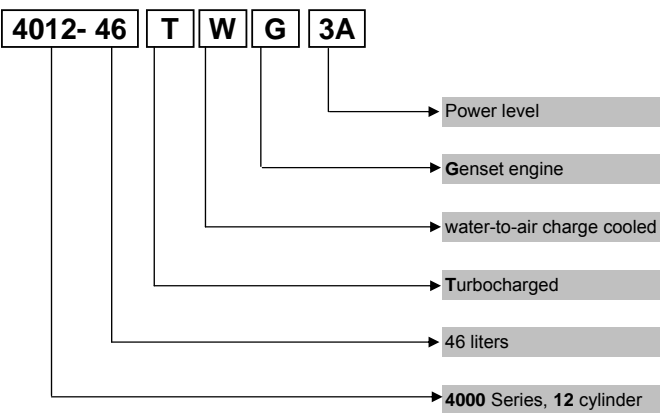 4012- 46 T W G 3A
Power level
Genset engine
water-to-air charge cooled
Turbocharged
46 liters
4000 Series, 12 cylinder